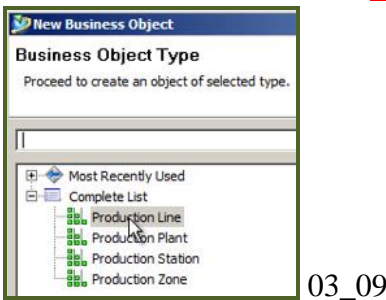 New Business Object
Business Object Type
Proceed to create an object of selected type.
Most Recently Used
Complete List
Production Line
Production Plant
Production Station
Production Zone
03_09